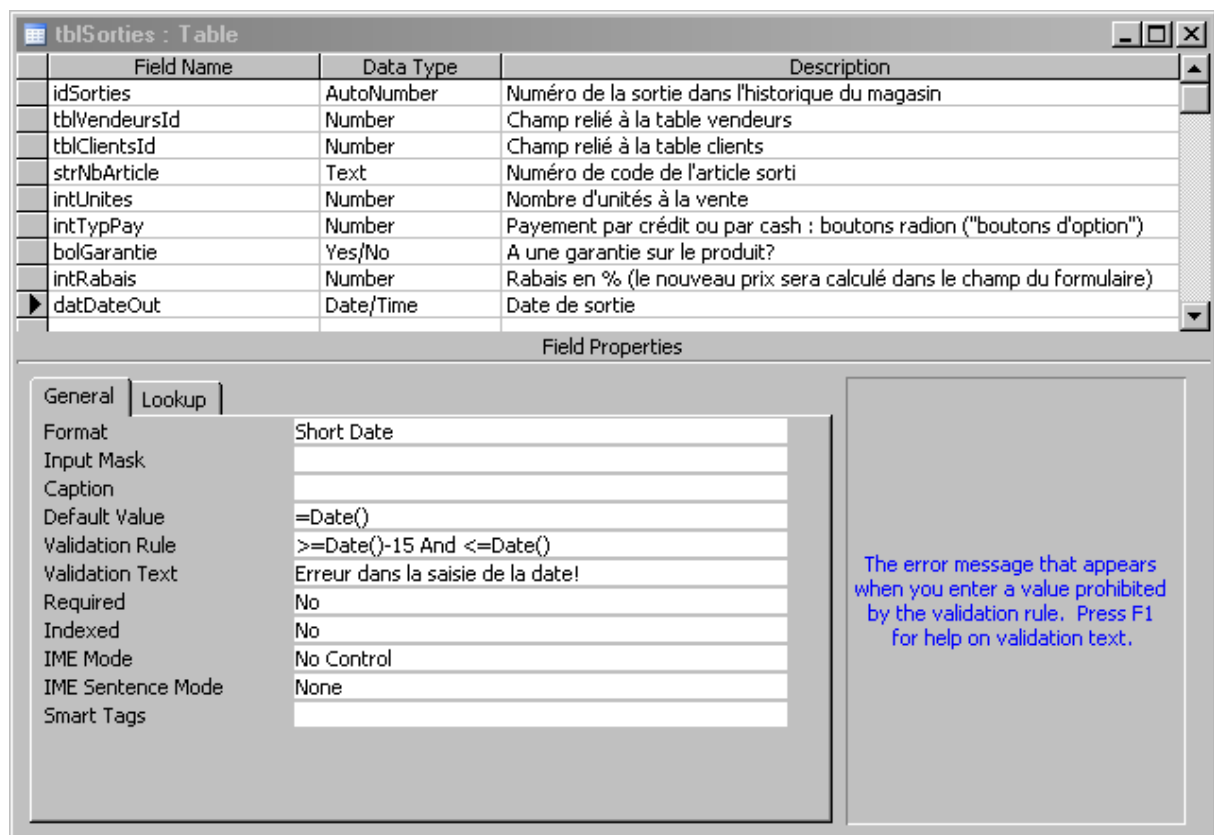 tblSorties : Table
Field Name Data Type Description
idSorties AutoNumber Numéro de la sortie dans l'historique du magasin
tblVendeursId Number Champ relié à la table vendeurs
tblClientsId Number Champ relié à la table clients
strNbArticle Text Numéro de code de l'article sorti
intUnites Number Nombre d'unités à la vente
intTypPay Number Payement par crédit ou par cash : boutons radion ("boutons d'option")
bolGarantie Yes/No A une garantie sur le produit?
intRabais Number Rabais en % (le nouveau prix sera calculé dans le champ du formulaire)
datDateOut Date/Time Date de sortie
Field Properties
General Lookup
Format Short Date
Input Mask
Caption
Default Value =Date()
Validation Rule >=Date()-15 And <=Date()
Validation Text Erreur dans la saisie de la date!
Required No
Indexed No
IME Mode No Control
IME Sentence Mode None
Smart Tags
The error message that appears
when you enter a value prohibited
by the validation rule. Press F1
for help on validation text.